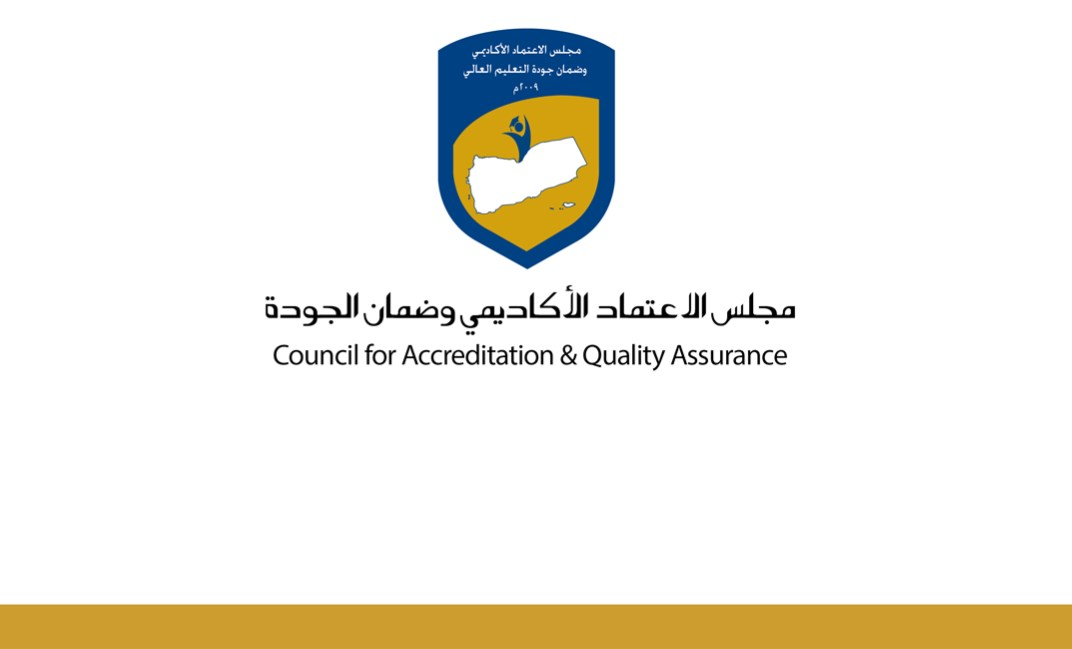 مجلس الاعتماد الأكاديمي
وضمان جودة التعليم العالي
٢٠٠٩م
مجلس الاعتماد الأكاديمي وضمان الجودة
Council for Accreditation & Quality Assurance